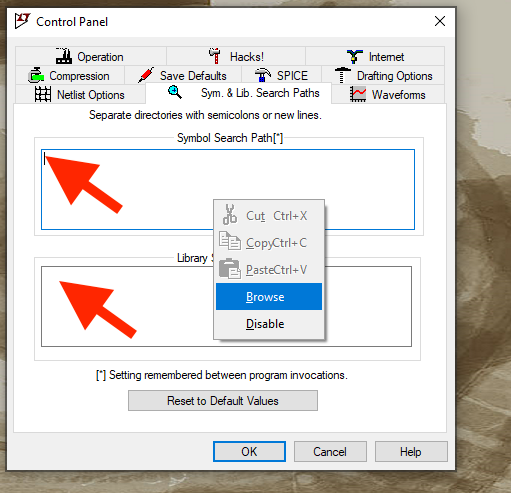 Control Panel
Operation
Hacks!
Internet
Compression
Save Defaults
SPICE
Drafting Options
Netlist Options
Sym. & Lib. Search Paths
Waveforms
Separate directories with semicolons or new lines.
Symbol Search Path[*]
Cut Ctrl+X
Copy Ctrl+C
Paste Ctrl+V
Library S
Browse
Disable
[*] Setting remembered between program invocations.
Reset to Default Values
OK
Cancel
Help